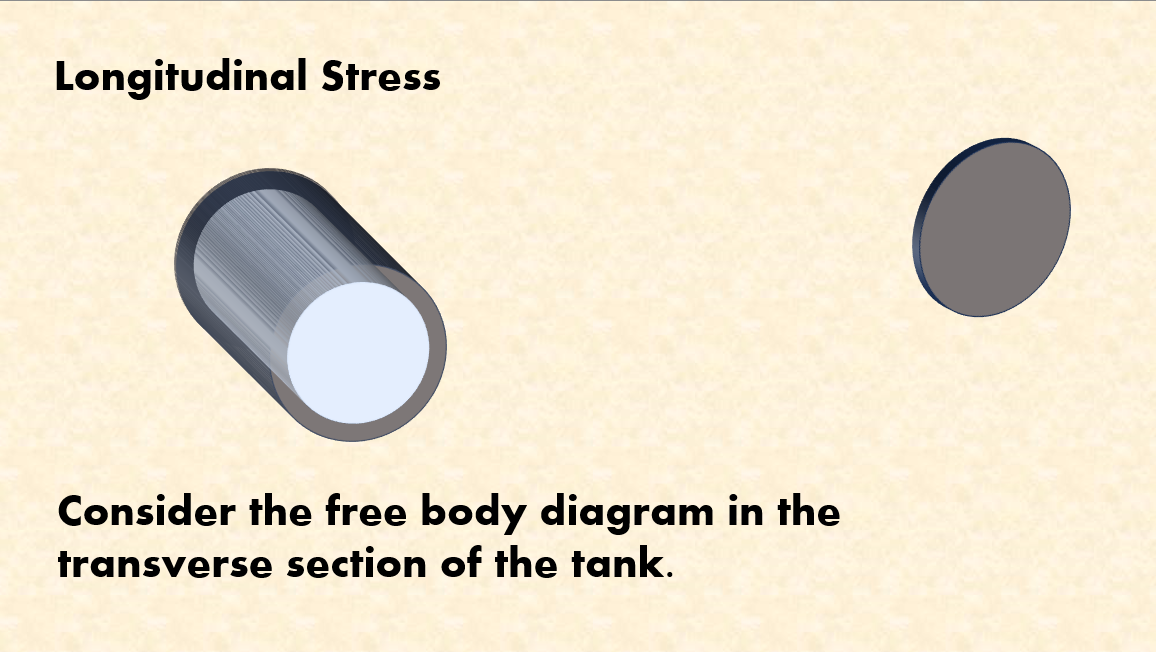 Longitudinal Stress
Consider the free body diagram in the
transverse section of the tank.